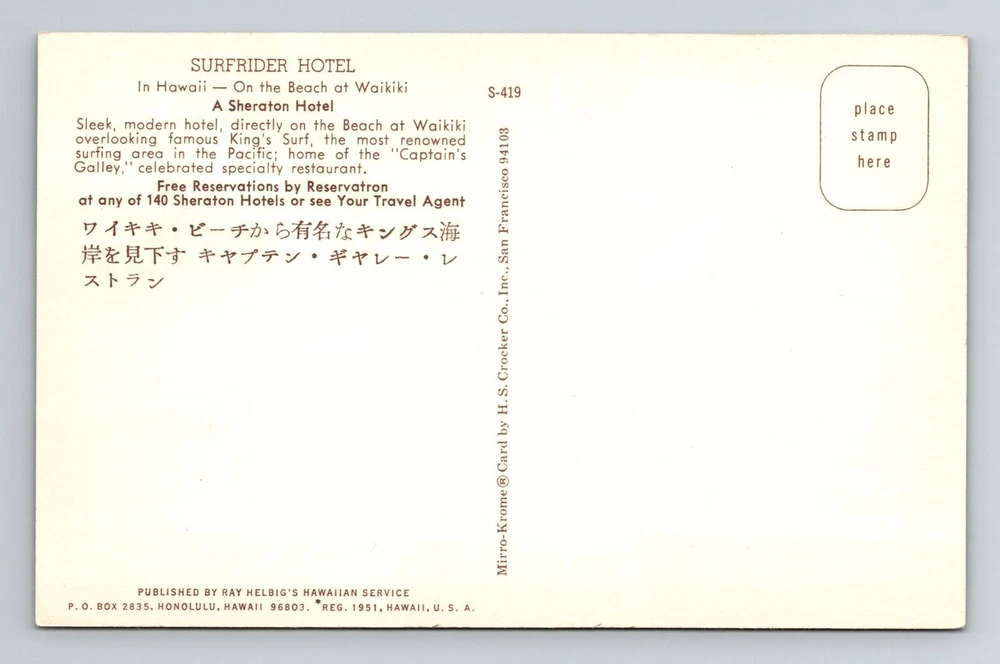 SURFRIDER HOTEL
In Hawaii — On the Beach at Waikiki
A Sheraton Hotel
Sleek, modern hotel, directly on the Beach at Waikiki
overlooking famous King's Surf, the most renowned
surfing area in the Pacific; home of the "Captain's
Galley," celebrated specialty restaurant.
Free Reservations by Reservatron
at any of 140 Sheraton Hotels or see Your Travel Agent
ワイキキ・ビーチから有名なキングス海
岸を見下す キヤプテン・ギヤレー・レ
ストラン
PUBLISHED BY RAY HELBIG'S HAWAIIAN SERVICE
P. O. BOX 2835, HONOLULU, HAWAII 96803. *REG. 1951, HAWAII, U. S. A.
S-419
Mirro-Krome® Card by H. S. Crocker Co., Inc., San Francisco 94103
place
stamp
here